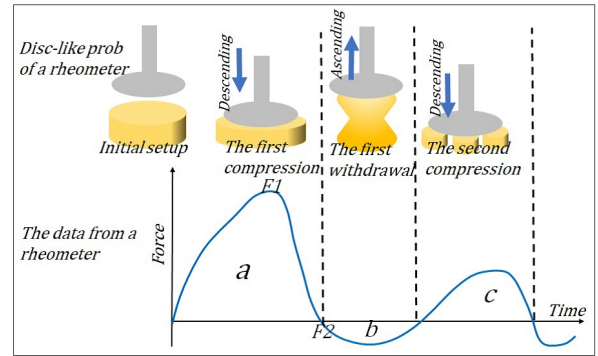 Disc-like prob
of a rheometer
Descending
Ascending
Descending
Initial setup
The first
compression
The first
withdrawal
The second
compression
F1
The data from a
rheometer
Force
a
F2
b
c
Time